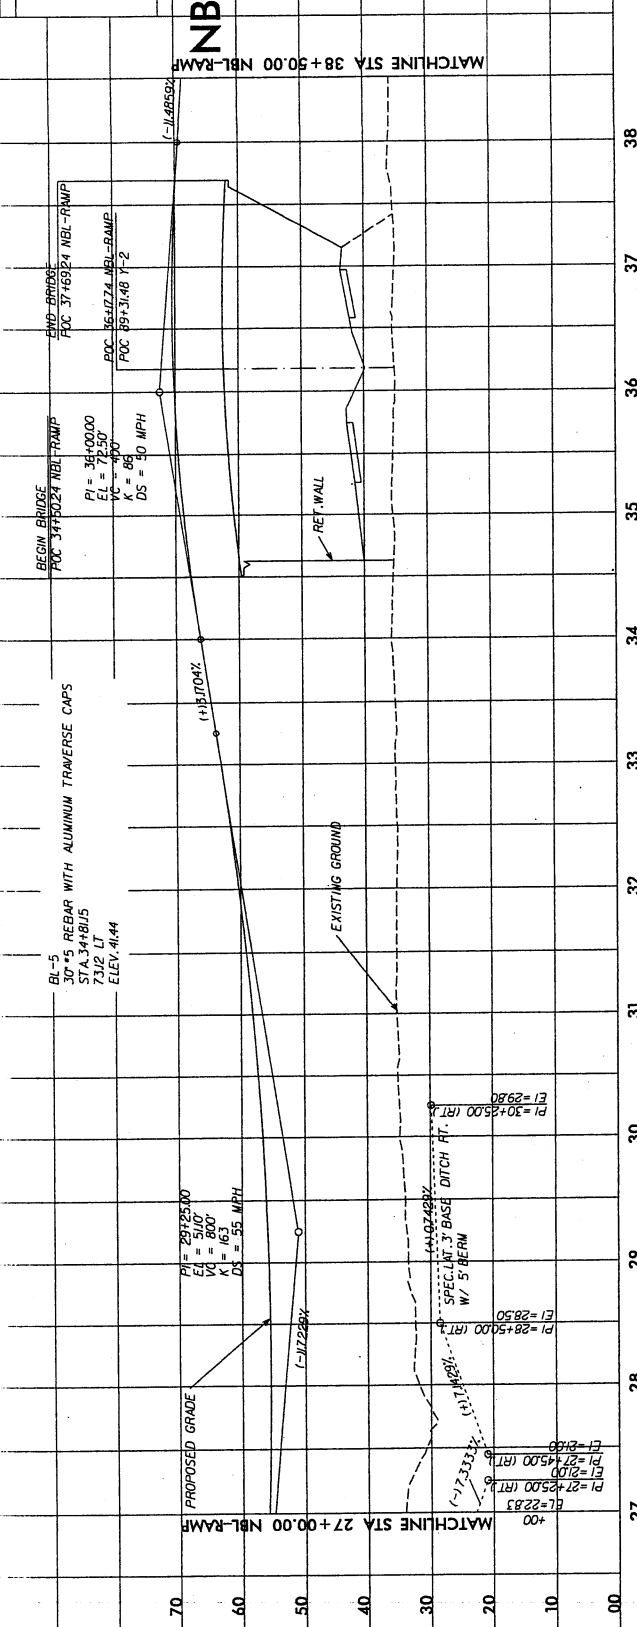 NB
MATCHLINE STA 38+50.00 NBL-RAMP
(-)1.4859%
END BRIDGE
POC 37+69.24 NBL-RAMP
POC 36+17.74 NBL-RAMP
POC 89+31.48 Y-2
BEGIN BRIDGE
POC 34+50.24 NBL-RAMP
PI = 36+00.00
EL = 72.50'
VC = 400'
K = 86
DS = 50 MPH
RET.WALL
(+)3.1704%
BL-5
30" #5 REBAR WITH ALUMINUM TRAVERSE CAPS
STA.34+81.15
73.12 LT
ELEV.41.44
EXISTING GROUND
PI = 29+25.00
EL = 51.10'
VC = 800'
K = 163
DS = 55 MPH
(-)1.7229%
PROPOSED GRADE
MATCHLINE STA 27+00.00 NBL-RAMP
PI = 30+25.00 (RT.)
El = 29.80
(+)0.7429%
SPEC.LAT.3' BASE DITCH RT.
W/ 5' BERM
PI = 28+50.00 (RT.)
El = 28.50
(+)7.1429%
(-)7.3333%
PI = 27+45.00 (RT.)
El = 21.00
PI = 27+25.00 (RT.)
El = 21.00
+00
EL = 22.83
70
60
50
40
30
20
10
00
27
28
29
30
31
32
33
34
35
36
37
38